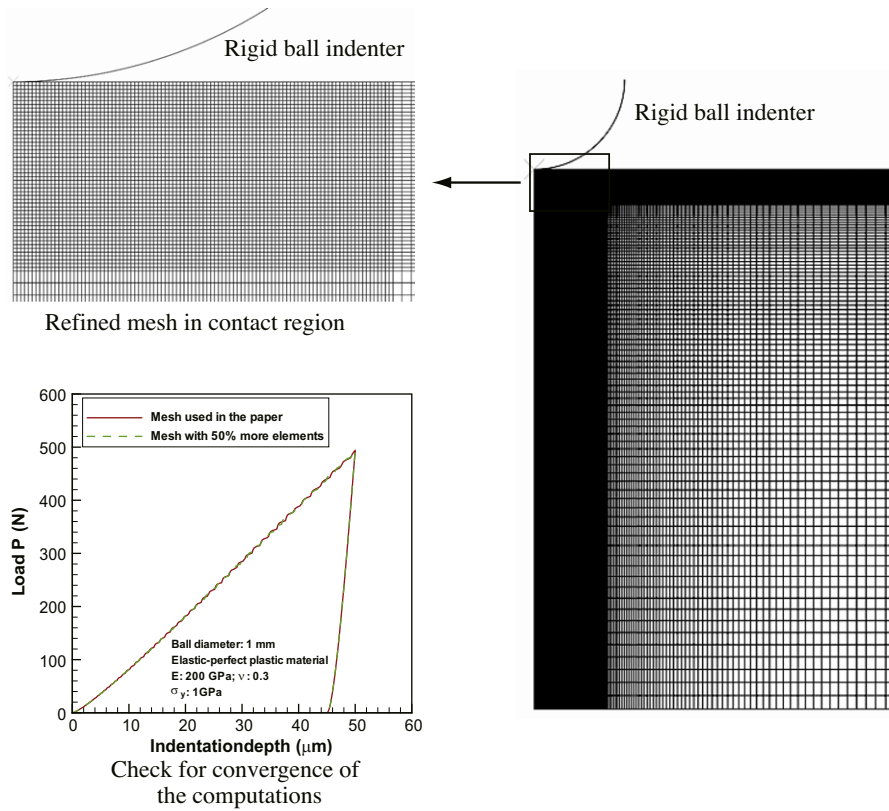 Rigid ball indenter
Refined mesh in contact region
Rigid ball indenter
600
500
400
300
200
100
0
Load P (N)
Mesh used in the paper
Mesh with 50% more elements
Ball diameter: 1 mm
Elastic-perfect plastic material
E: 200 GPa; ν: 0.3
σ y: 1GPa
0 10 20 30 40 50 60
Indentationdepth (μm)
Check for convergence of
the computations